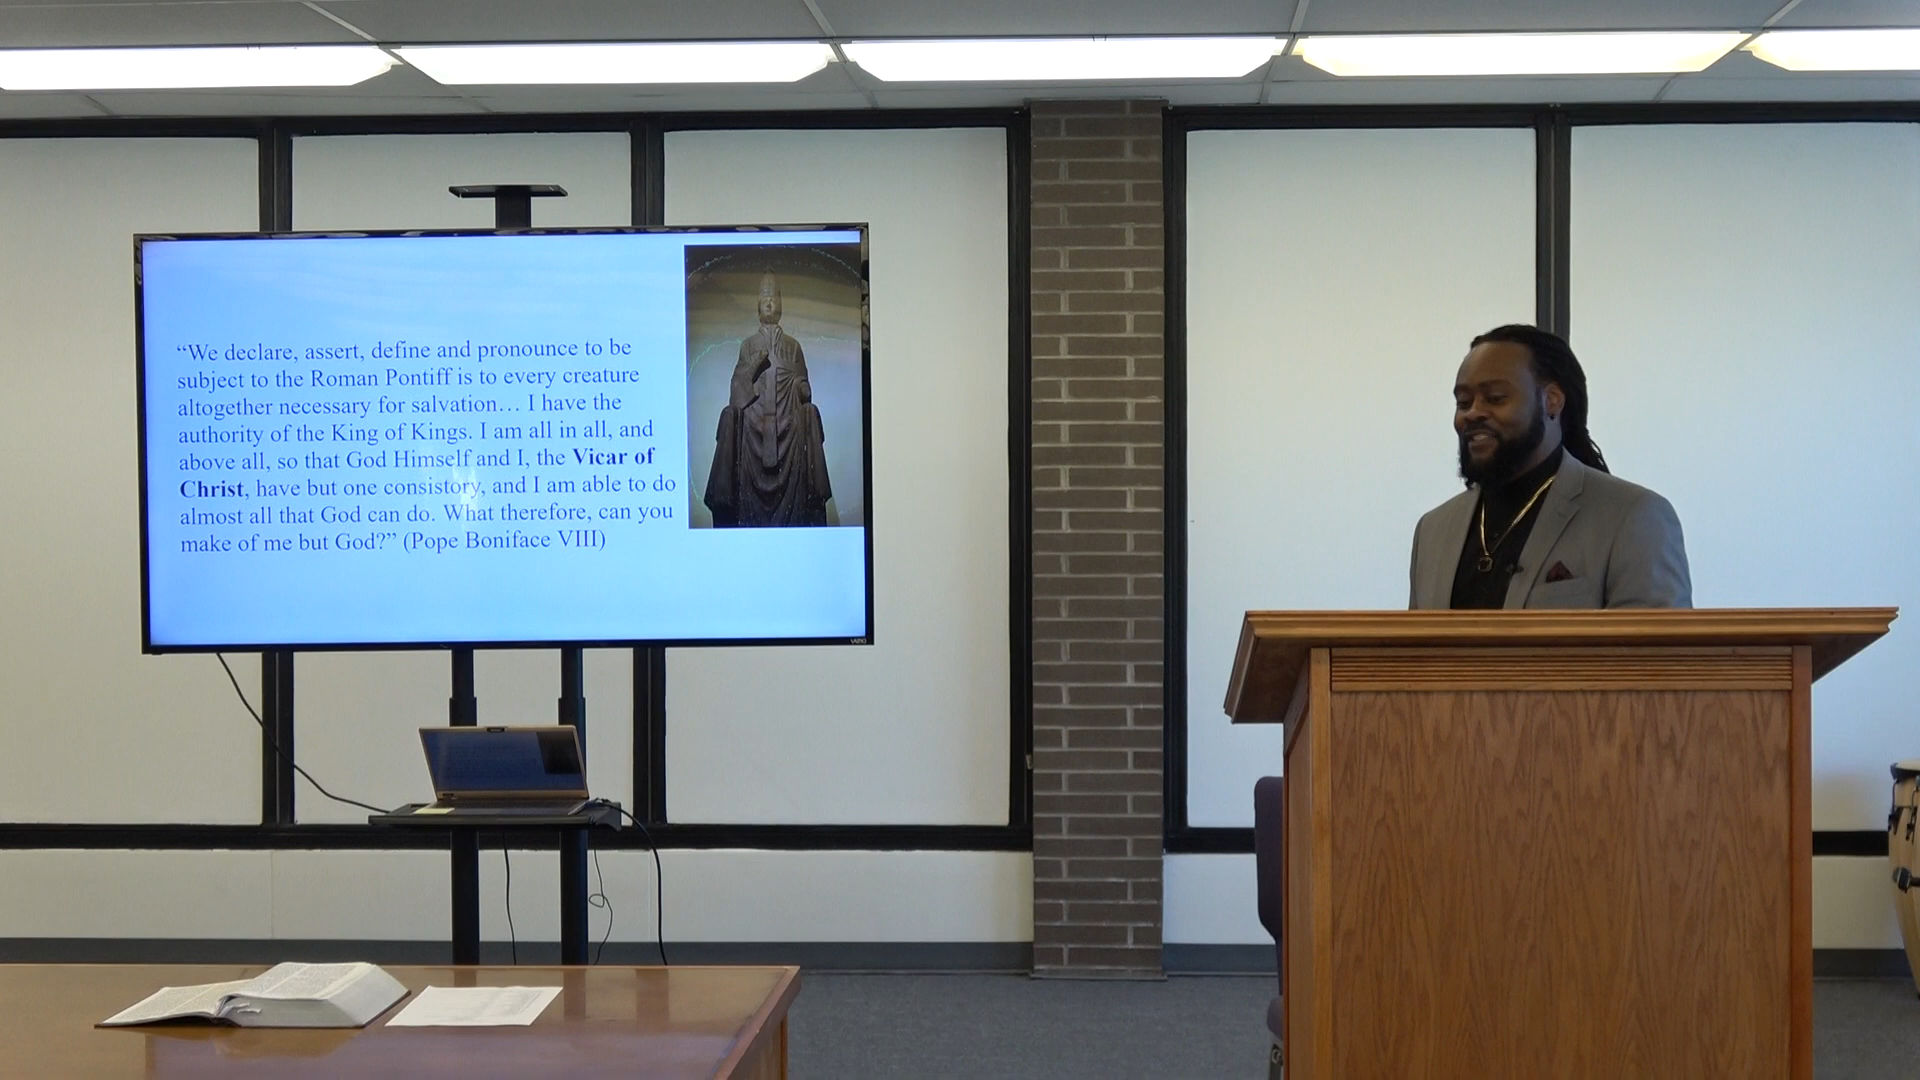 “We declare, assert, define and pronounce to be
subject to the Roman Pontiff is to every creature
altogether necessary for salvation… I have the
authority of the King of Kings. I am all in all, and
above all, so that God Himself and I, the Vicar of
Christ, have but one consistory, and I am able to do
almost all that God can do. What therefore, can you
make of me but God?” (Pope Boniface VIII)
VIZIO